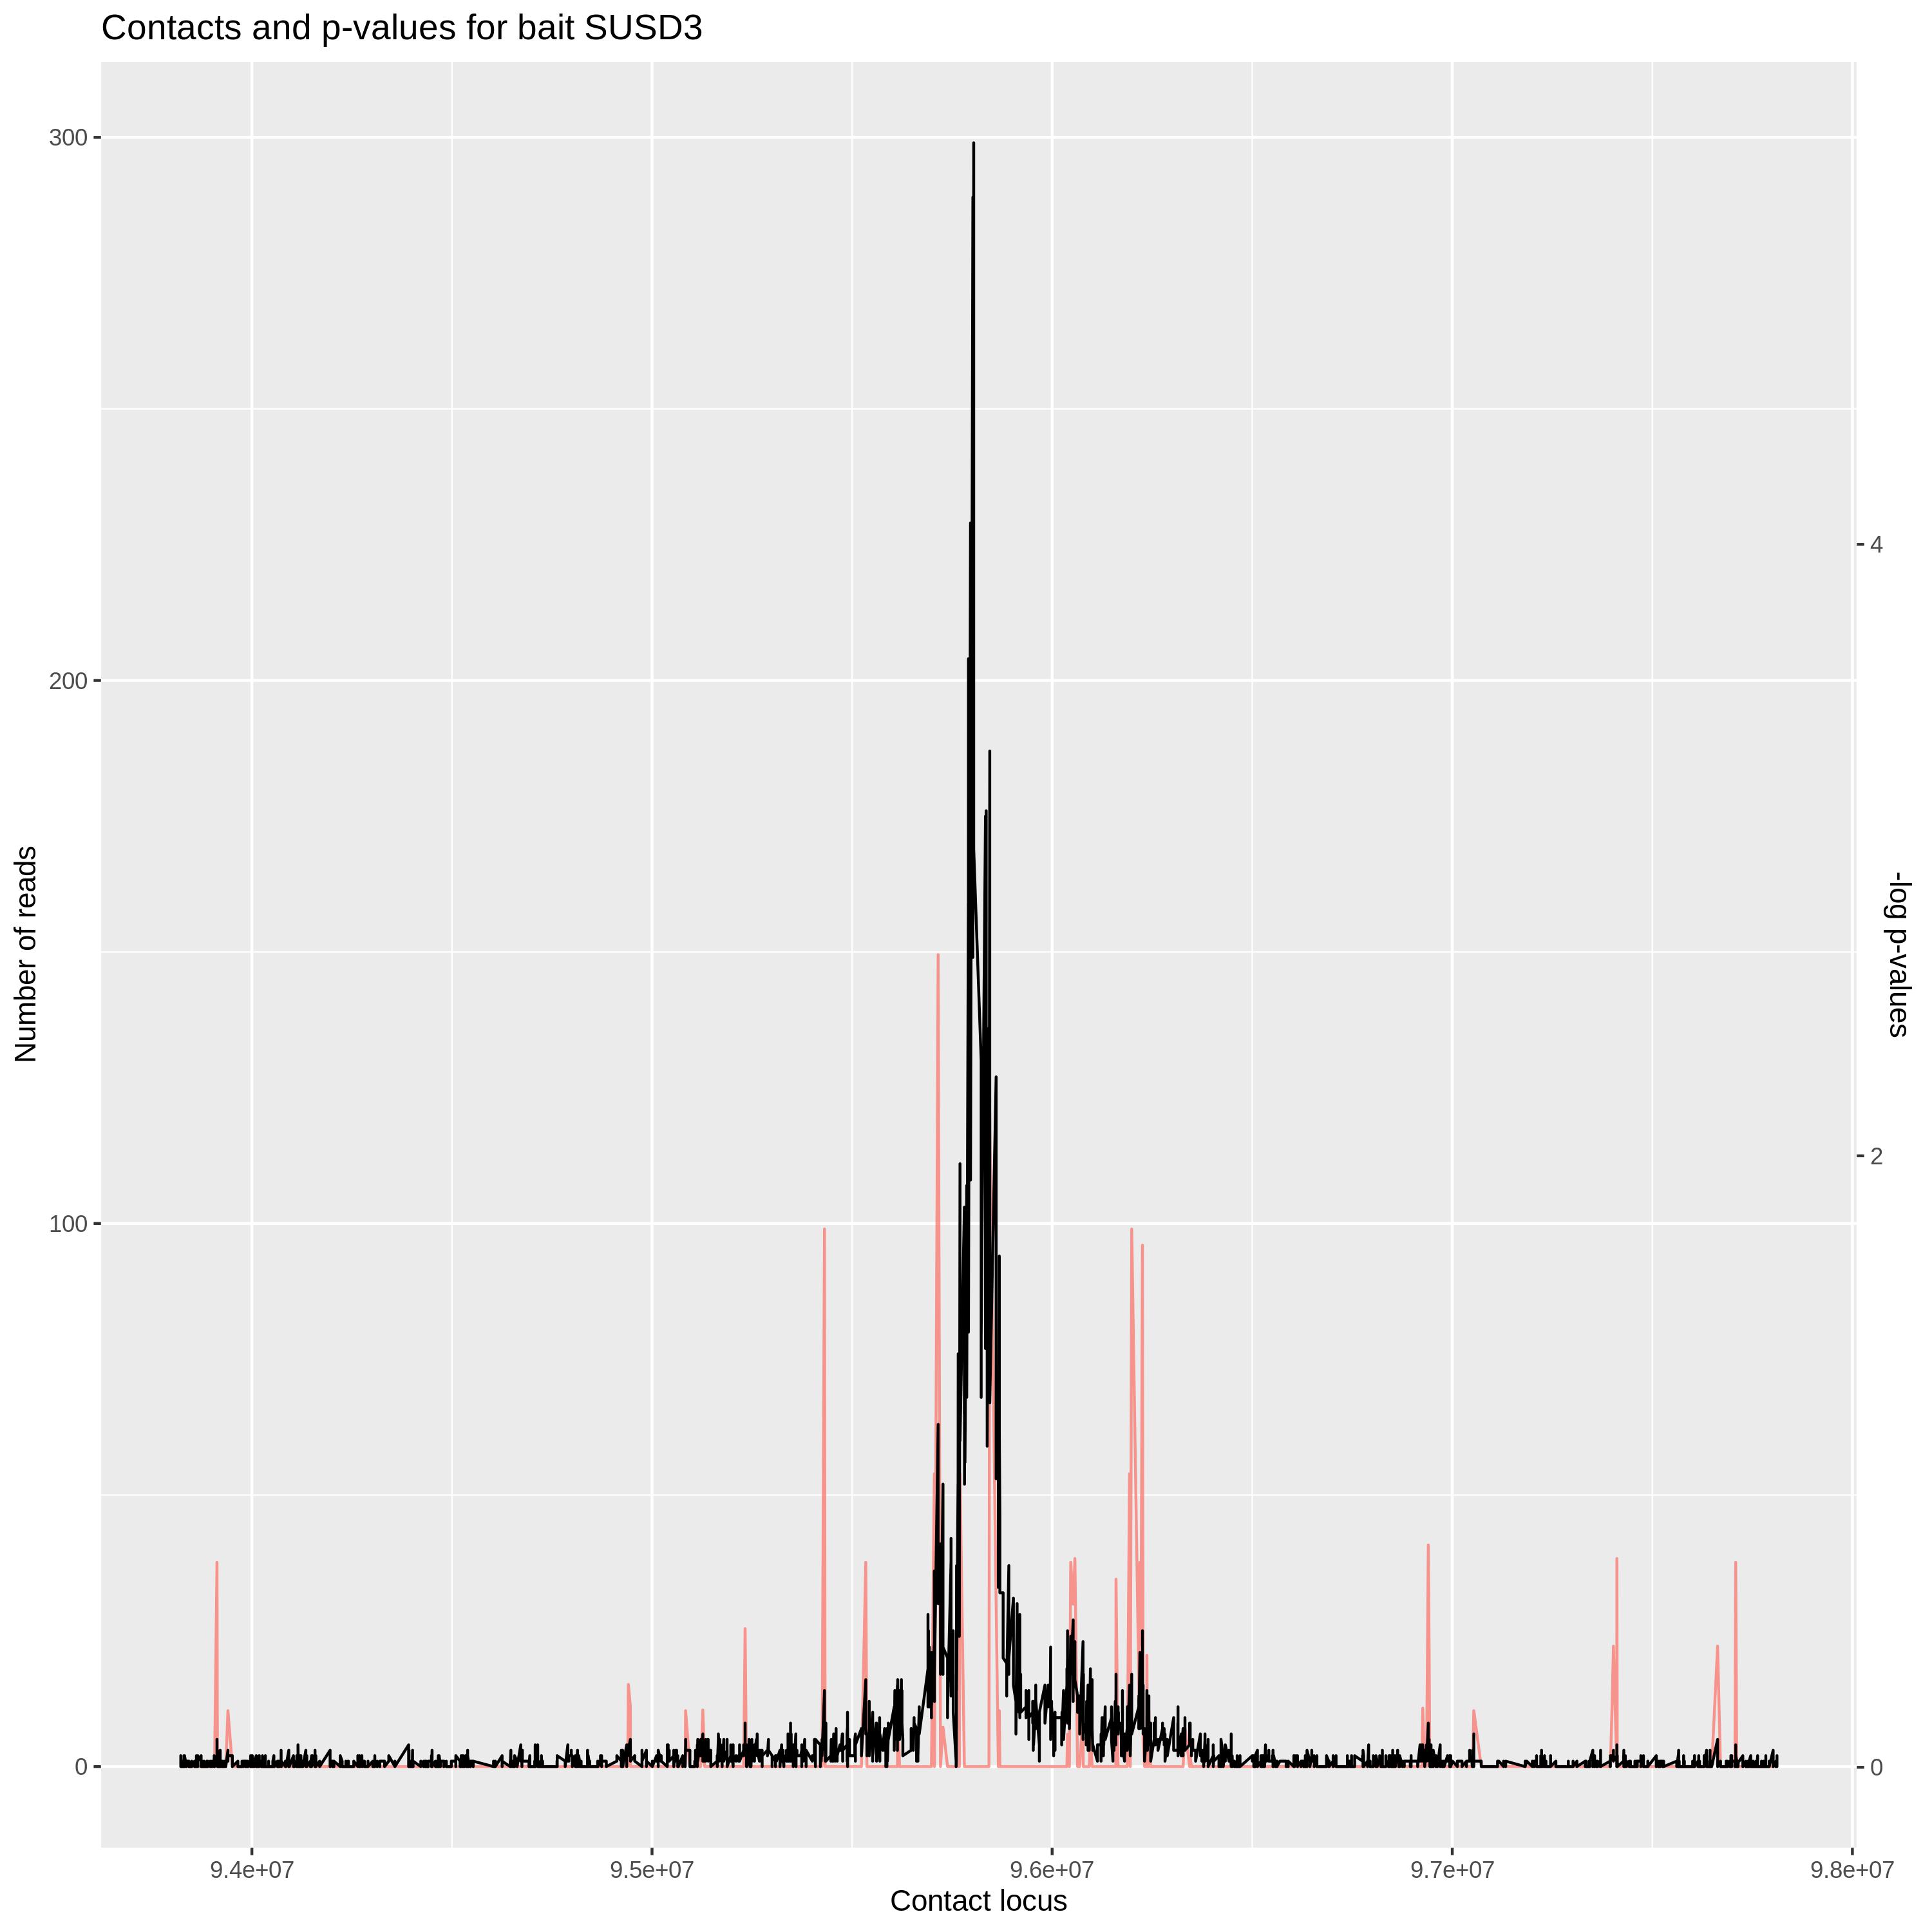 Contacts and p-values for bait SUSD3
300
200
100
0
Number of reads
4
2
0
-log p-values
9.4e+07
9.5e+07
9.6e+07
9.7e+07
9.8e+07
Contact locus